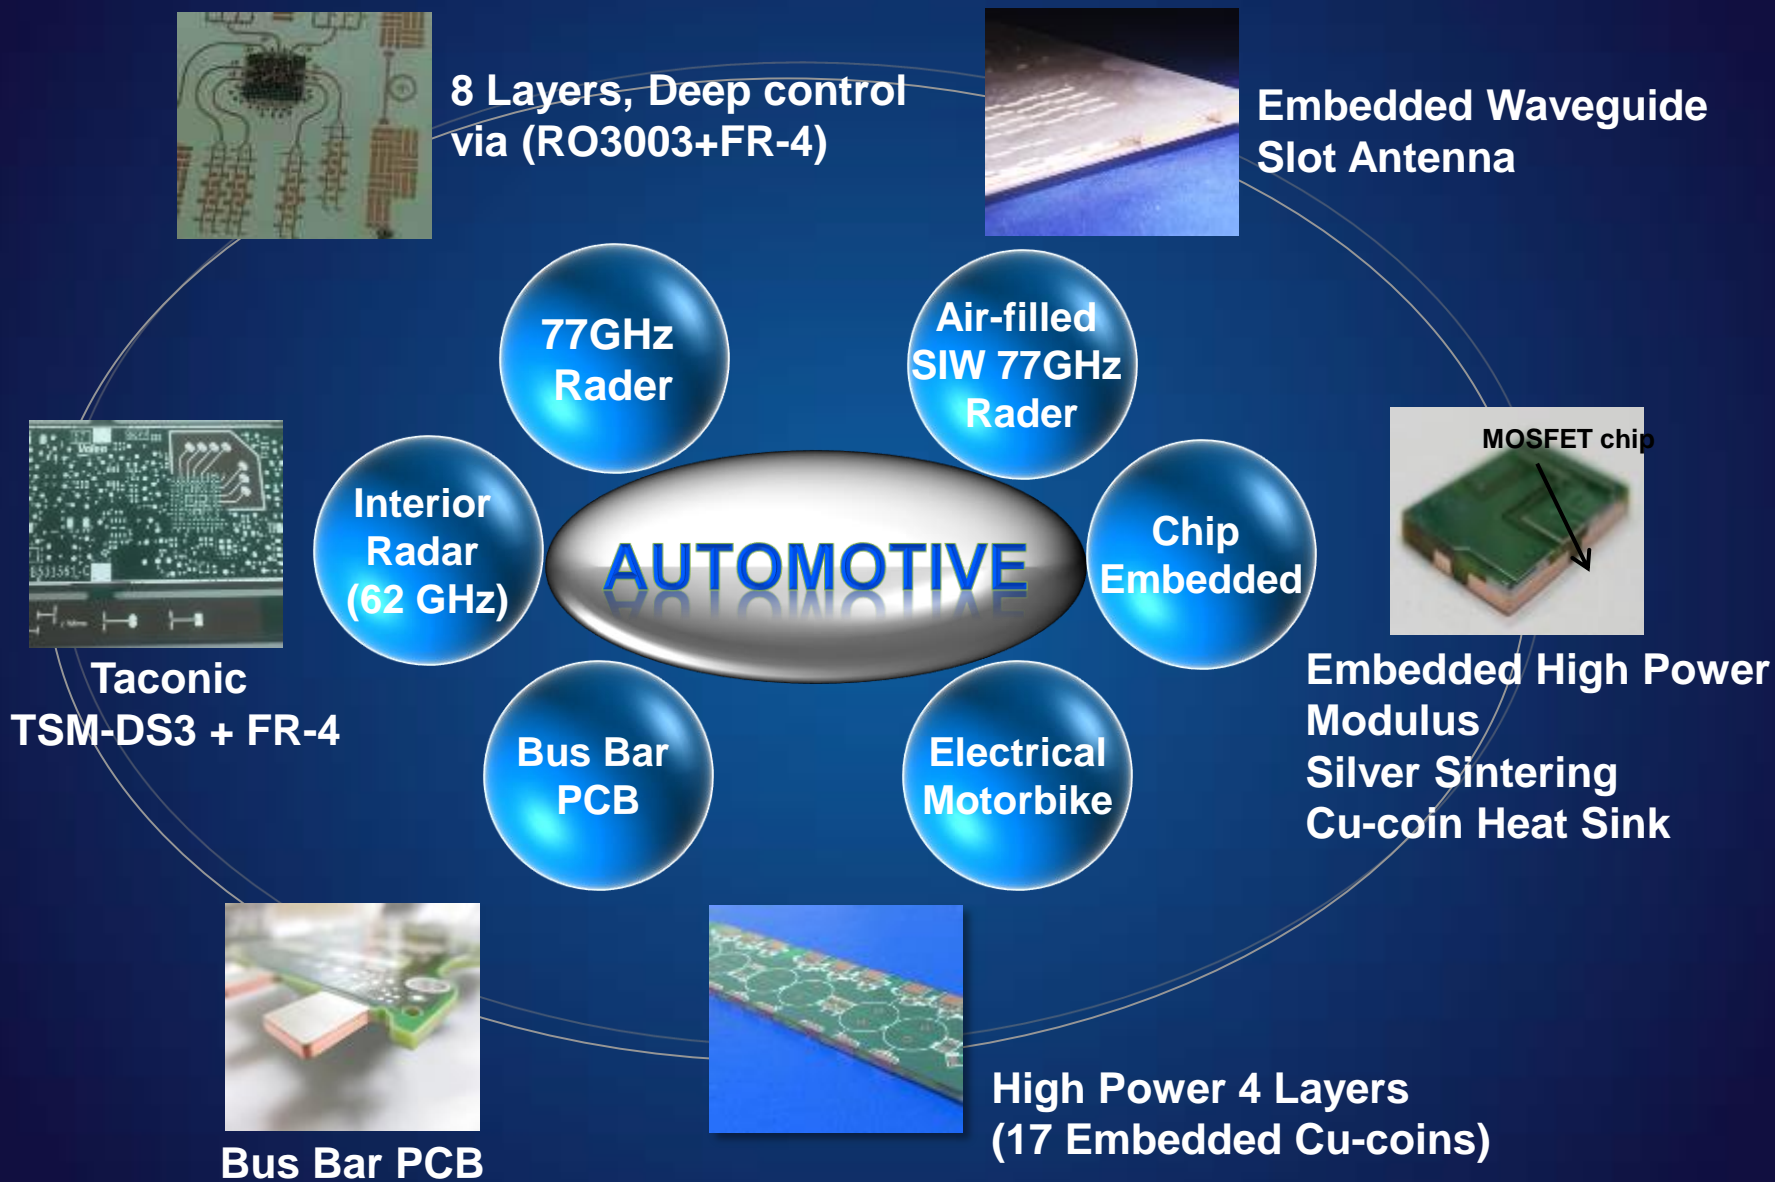 8 Layers, Deep control
via (RO3003+FR-4)
Embedded Waveguide
Slot Antenna
77GHz
Rader
Air-filled
SIW 77GHz
Rader
Interior
Radar
(62 GHz)
AUTOMOTIVE
Chip
Embedded
MOSFET chip
Taconic
TSM-DS3 + FR-4
Embedded High Power
Modulus
Silver Sintering
Cu-coin Heat Sink
Bus Bar
PCB
Electrical
Motorbike
High Power 4 Layers
(17 Embedded Cu-coins)
Bus Bar PCB